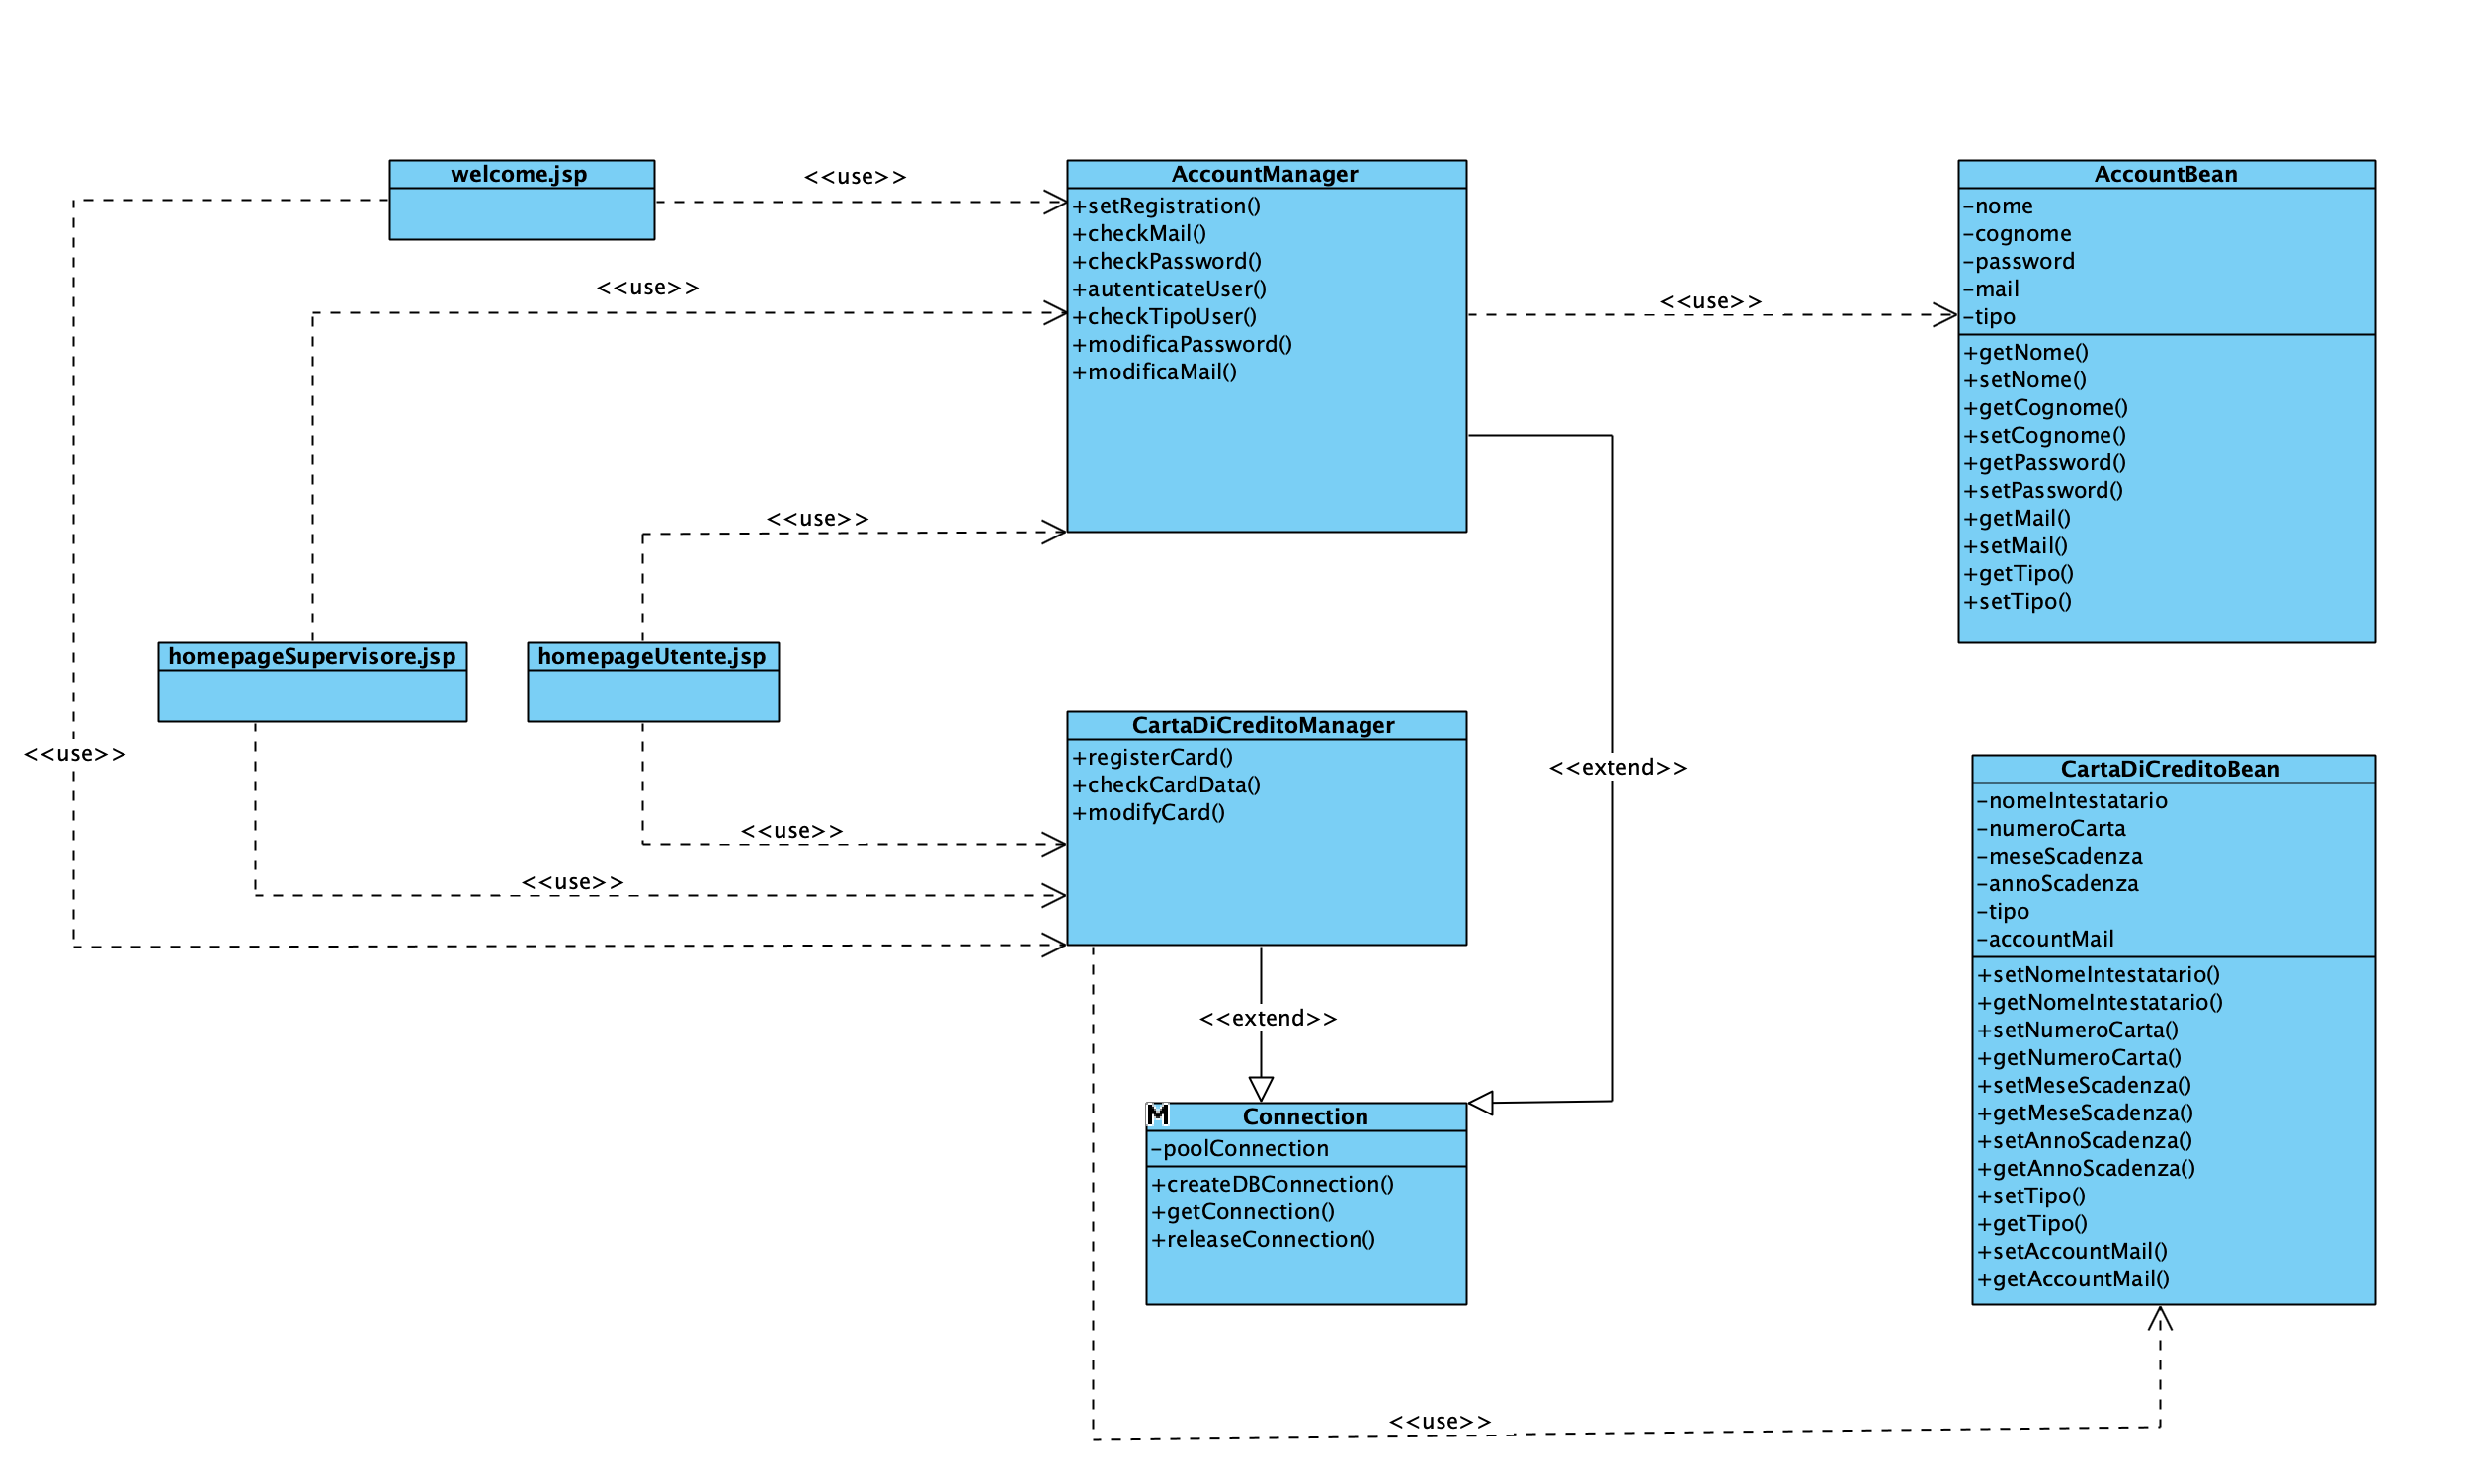 welcome.jsp
<<use>>
AccountManager
+setRegistration()
+checkMail()
+checkPassword()
+autenticateUser()
+checkTipoUser()
+modificaPassword()
+modificaMail()
<<use>>
<<use>>
<<use>>
AccountBean
-nome
-cognome
-password
-mail
-tipo
+getNome()
+setNome()
+getCognome()
+setCognome()
+getPassword()
+setPassword()
+getMail()
+setMail()
+getTipo()
+setTipo()
homepageSupervisore.jsp
homepageUtente.jsp
<<use>>
<<use>>
<<use>>
CartaDiCreditoManager
+registerCard()
+checkCardData()
+modifyCard()
<<extend>>
<<extend>>
CartaDiCreditoBean
-nomeIntestatario
-numeroCarta
-meseScadenza
-annoScadenza
-tipo
-accountMail
+setNomeIntestatario()
+getNomeIntestatario()
+setNumeroCarta()
+getNumeroCarta()
+setMeseScadenza()
+getMeseScadenza()
+setAnnoScadenza()
+getAnnoScadenza()
+setTipo()
+getTipo()
+setAccountMail()
+getAccountMail()
M
Connection
-poolConnection
+createDBConnection()
+getConnection()
+releaseConnection()
<<use>>